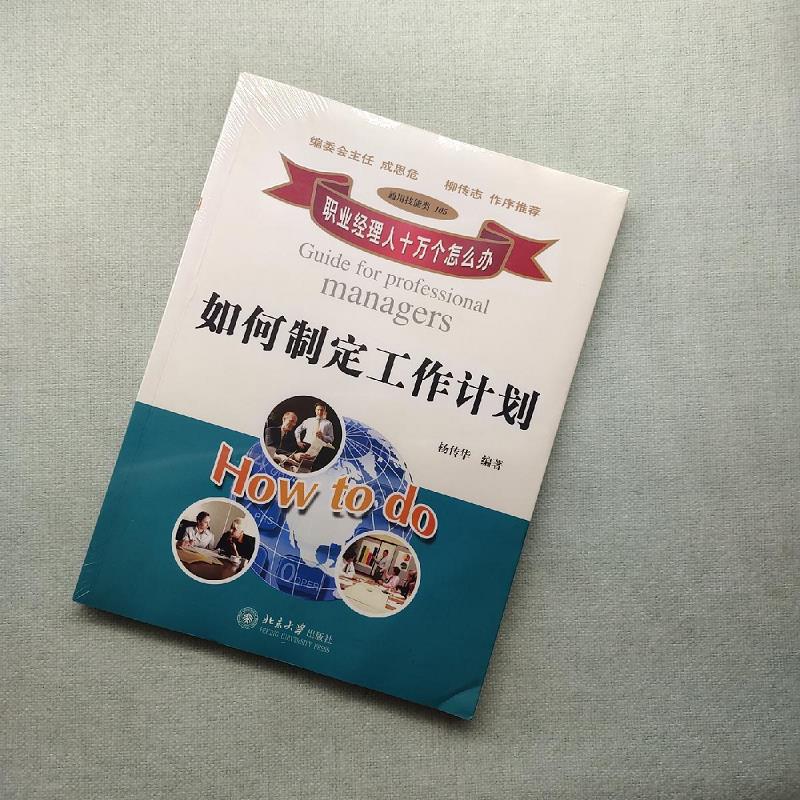 编委会主任 成思危 柳传志 作序推荐
通用技能类 105
职业经理人十万个怎么办
Guide for professional
managers
如何制定工作计划
杨传华 编著
How to do
OPER
北京大学出版社
PEKING UNIVERSITY PRESS